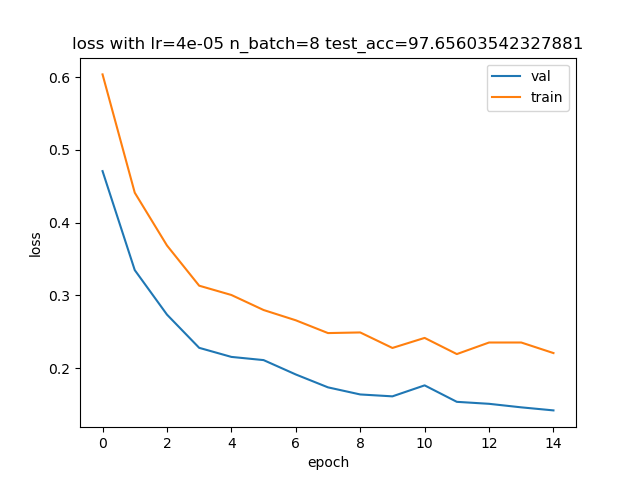 loss with lr=4e-05 n_batch=8 test_acc=97.65603542327881
val
train
0.6
0.5
0.4
0.3
0.2
loss
0 2 4 6 8 10 12 14
epoch